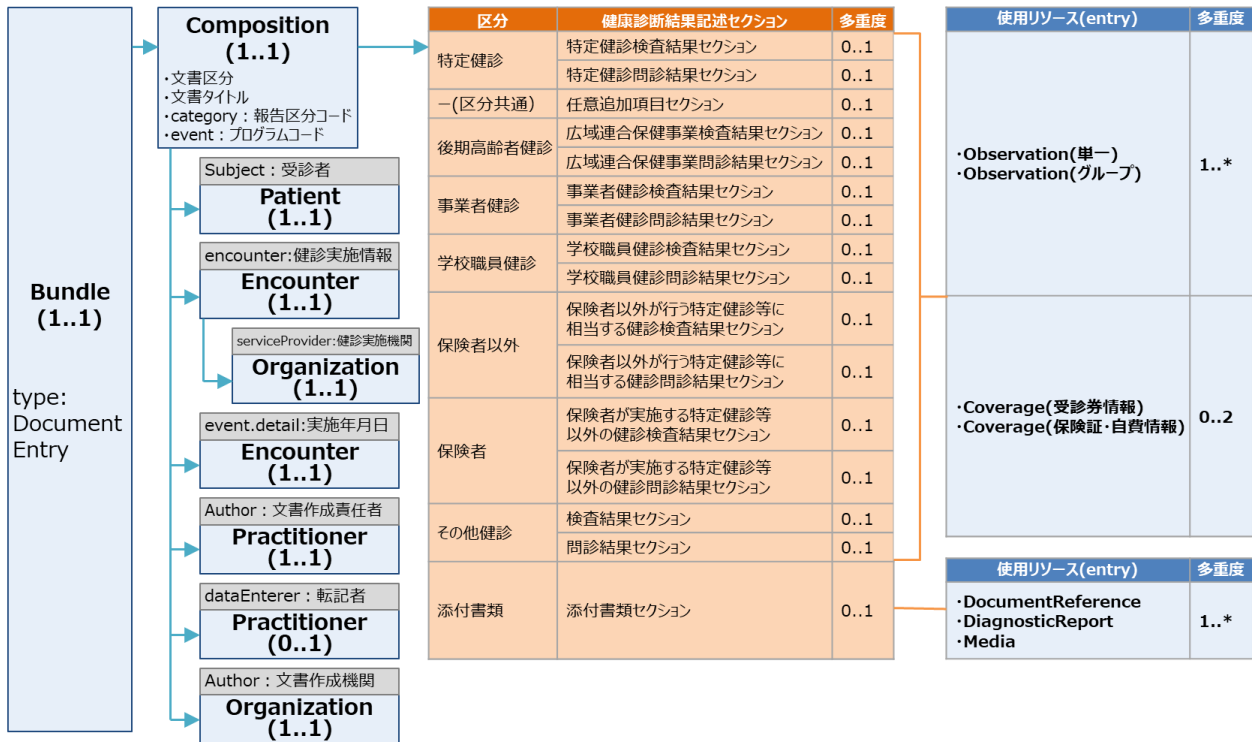 Bundle
(1..1)
type:
Document
Entry
Composition
(1..1)
・文書区分
・文書タイトル
・category：報告区分コード
・event：プログラムコード
Subject：受診者
Patient
(1..1)
encounter:健診実施情報
Encounter
(1..1)
serviceProvider:健診実施機関
Organization
(1..1)
event.detail:実施年月日
Encounter
(1..1)
Author：文書作成責任者
Practitioner
(1..1)
dataEnterer：転記者
Practitioner
(0..1)
Author：文書作成機関
Organization
(1..1)
区分 健康診断結果記述セクション 多重度
特定健診
特定健診検査結果セクション 0..1
特定健診問診結果セクション 0..1
－(区分共通) 任意追加項目セクション 0..1
後期高齢者健診
広域連合保健事業検査結果セクション 0..1
広域連合保健事業問診結果セクション 0..1
事業者健診
事業者健診検査結果セクション 0..1
事業者健診問診結果セクション 0..1
学校職員健診
学校職員健診検査結果セクション 0..1
学校職員健診問診結果セクション 0..1
保険者以外
保険者以外が行う特定健診等に
相当する健診検査結果セクション
0..1
保険者以外が行う特定健診等に
相当する健診問診結果セクション
0..1
保険者
保険者が実施する特定健診等
以外の健診検査結果セクション
0..1
保険者が実施する特定健診等
以外の健診問診結果セクション
0..1
その他健診
検査結果セクション 0..1
問診結果セクション 0..1
添付書類 添付書類セクション 0..1
使用リソース(entry) 多重度
・Observation(単一)
・Observation(グループ)
1..*
・Coverage(受診券情報)
・Coverage(保険証・自費情報)
0..2
使用リソース(entry) 多重度
・DocumentReference
・DiagnosticReport
・Media
1..*